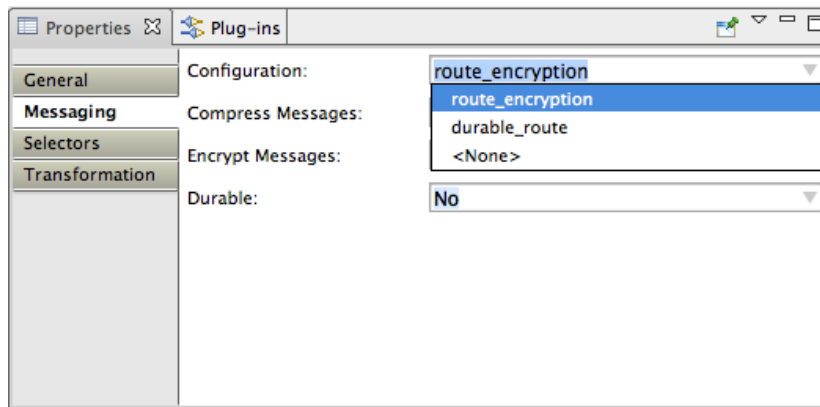 Properties Plug-ins
General
Messaging
Selectors
Transformation
Configuration: route_encryption
route_encryption
durable_route
<None>
Compress Messages:
Encrypt Messages:
Durable: No